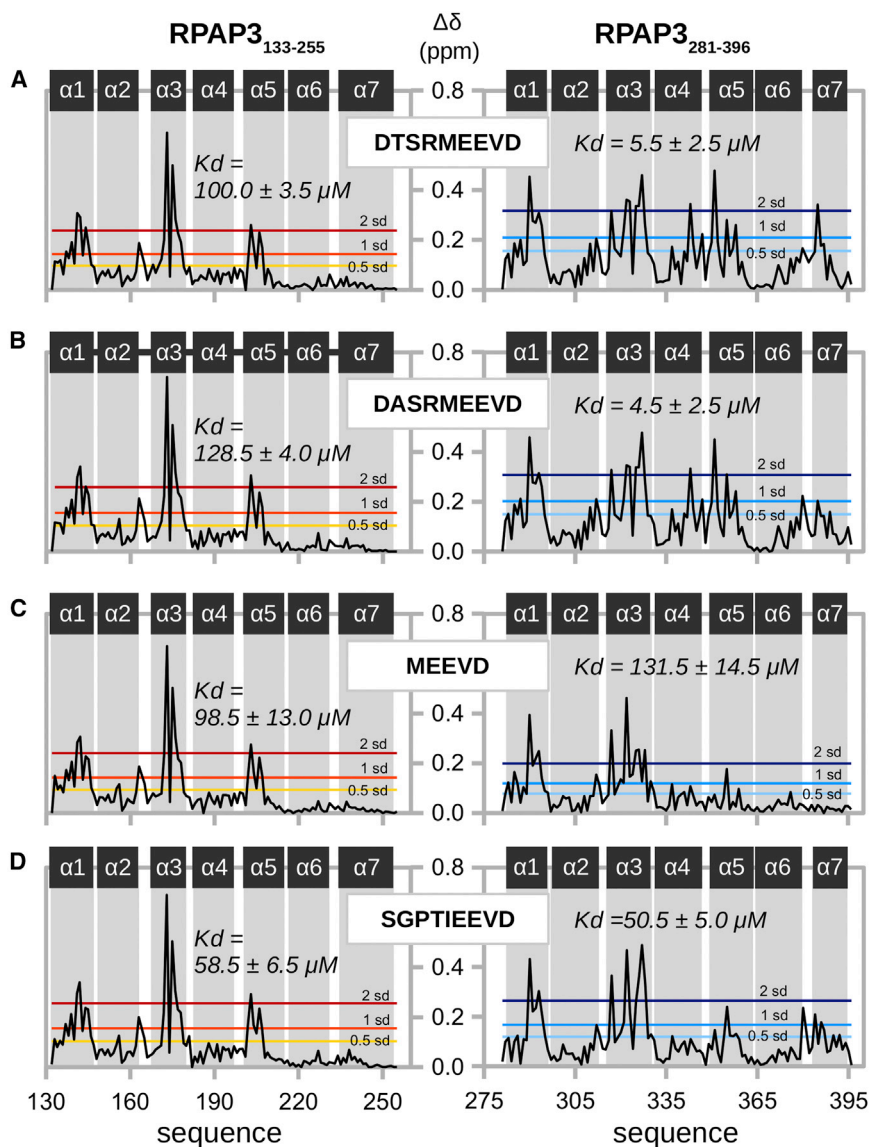 RPAP3133-255
Δδ
(ppm)
RPAP3281-396
A
α1 α2 α3 α4 α5 α6 α7
0.8
α1 α2 α3 α4 α5 α6 α7
DTSRMEEVD
Kd =
100.0 ± 3.5 µM
Kd = 5.5 ± 2.5 µM
0.4
2 sd
1 sd
0.5 sd
2 sd
1 sd
0.5 sd
0.0
B
α1 α2 α3 α4 α5 α6 α7
0.8
α1 α2 α3 α4 α5 α6 α7
DASRMEEVD
Kd =
128.5 ± 4.0 µM
Kd = 4.5 ± 2.5 µM
0.4
2 sd
1 sd
0.5 sd
2 sd
1 sd
0.5 sd
0.0
C
α1 α2 α3 α4 α5 α6 α7
0.8
α1 α2 α3 α4 α5 α6 α7
MEEVD
Kd =
98.5 ± 13.0 µM
Kd = 131.5 ± 14.5 µM
0.4
2 sd
1 sd
0.5 sd
0.2
2 sd
1 sd
0.5 sd
0.0
D
α1 α2 α3 α4 α5 α6 α7
0.8
α1 α2 α3 α4 α5 α6 α7
SGPTIEEVD
Kd =
58.5 ± 6.5 µM
Kd =50.5 ± 5.0 µM
0.4
2 sd
1 sd
0.5 sd
0.2
2 sd
1 sd
0.5 sd
0.0
130 160 190 220 250
275 305 335 365 395
sequence
sequence
0.2
0.2